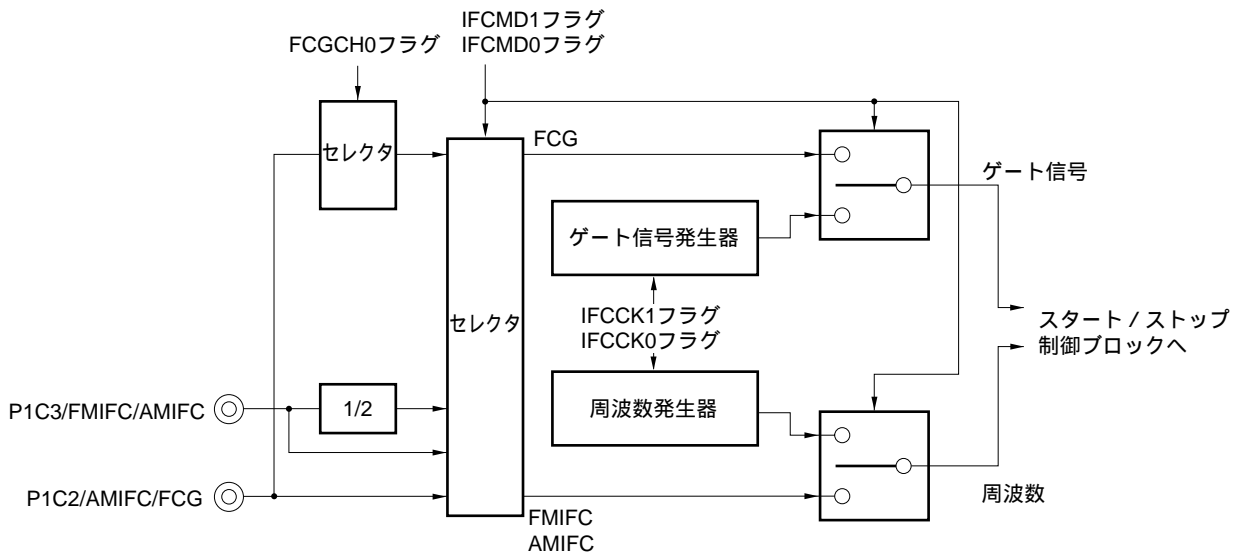 IFCMD1フラグ
IFCMD0フラグ
FCGCH0フラグ
セレクタ
FCG
ゲート信号
ゲート信号発生器
IFCCK1フラグ
IFCCK0フラグ
セレクタ
スタート / ストップ
制御ブロックへ
P1C3/FMIFC/AMIFC
1/2
周波数発生器
P1C2/AMIFC/FCG
周波数
FMIFC
AMIFC